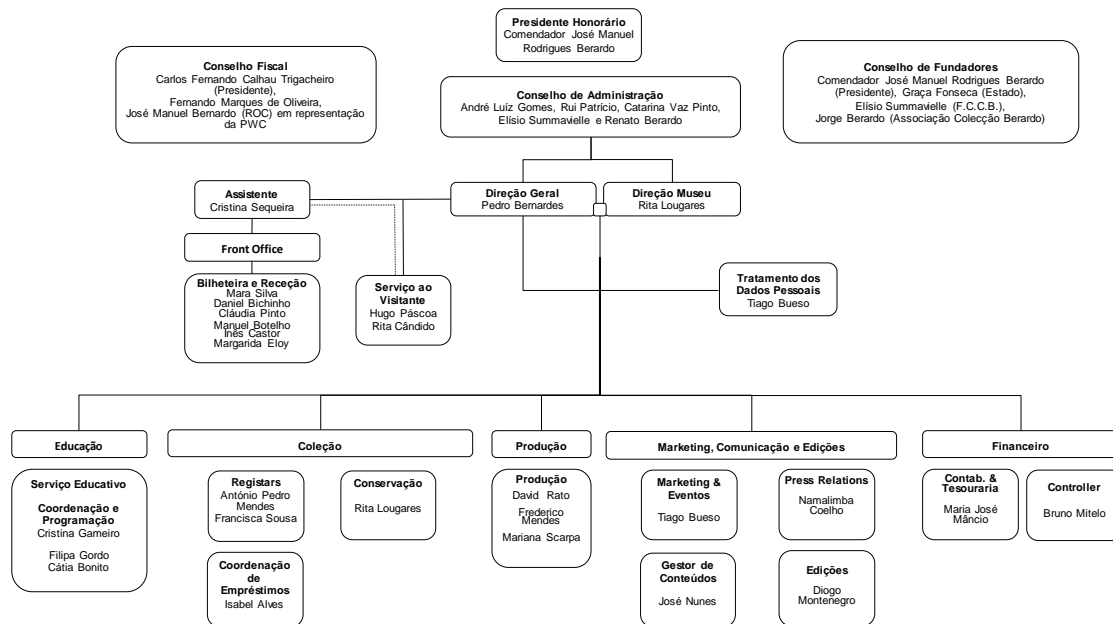 Presidente Honorário
Comendador José Manuel
Rodrigues Berardo
Conselho Fiscal
Carlos Fernando Calhau Trigacheiro
(Presidente),
Fernando Marques de Oliveira,
José Manuel Bernardo (ROC) em representação
da PWC
Conselho de Administração
André Luíz Gomes, Rui Patrício, Catarina Vaz Pinto,
Elísio Summavielle e Renato Berardo
Conselho de Fundadores
Comendador José Manuel Rodrigues Berardo
(Presidente), Graça Fonseca (Estado),
Elísio Summavielle (F.C.C.B.),
Jorge Berardo (Associação Colecção Berardo)
Assistente
Cristina Sequeira
Direção Geral
Pedro Bernardes
Direção Museu
Rita Lougares
Front Office
Bilheteira e Receção
Mara Silva
Daniel Bichinho
Cláudia Pinto
Manuel Botelho
Inês Castor
Margarida Eloy
Serviço ao
Visitante
Hugo Páscoa
Rita Cândido
Tratamento dos
Dados Pessoais
Tiago Bueso
Educação
Coleção
Produção
Marketing, Comunicação e Edições
Financeiro
Serviço Educativo
Coordenação e
Programação
Cristina Gameiro
Filipa Gordo
Cátia Bonito
Registars
António Pedro
Mendes
Francisca Sousa
Conservação
Rita Lougares
Coordenação
de
Empréstimos
Isabel Alves
Produção
David Rato
Frederico
Mendes
Mariana Scarpa
Marketing &
Eventos
Tiago Bueso
Press Relations
Namalimba
Coelho
Gestor de
Conteúdos
José Nunes
Edições
Diogo
Montenegro
Contab. &
Tesouraria
Maria José
Mâncio
Controller
Bruno Mitelo